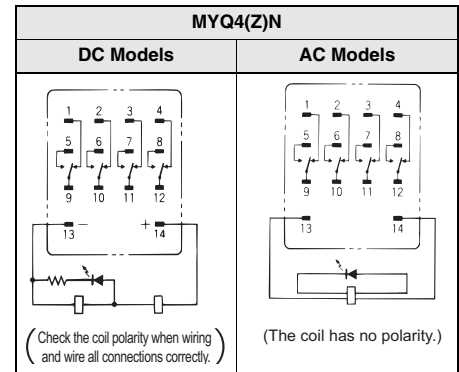 MYQ4(Z)N
DC Models
AC Models
1 2 3 4
5 6 7 8
9 10 11 12
13 − + 14
(Check the coil polarity when wiring
and wire all connections correctly.)
1 2 3 4
5 6 7 8
9 10 11 12
13 14
(The coil has no polarity.)